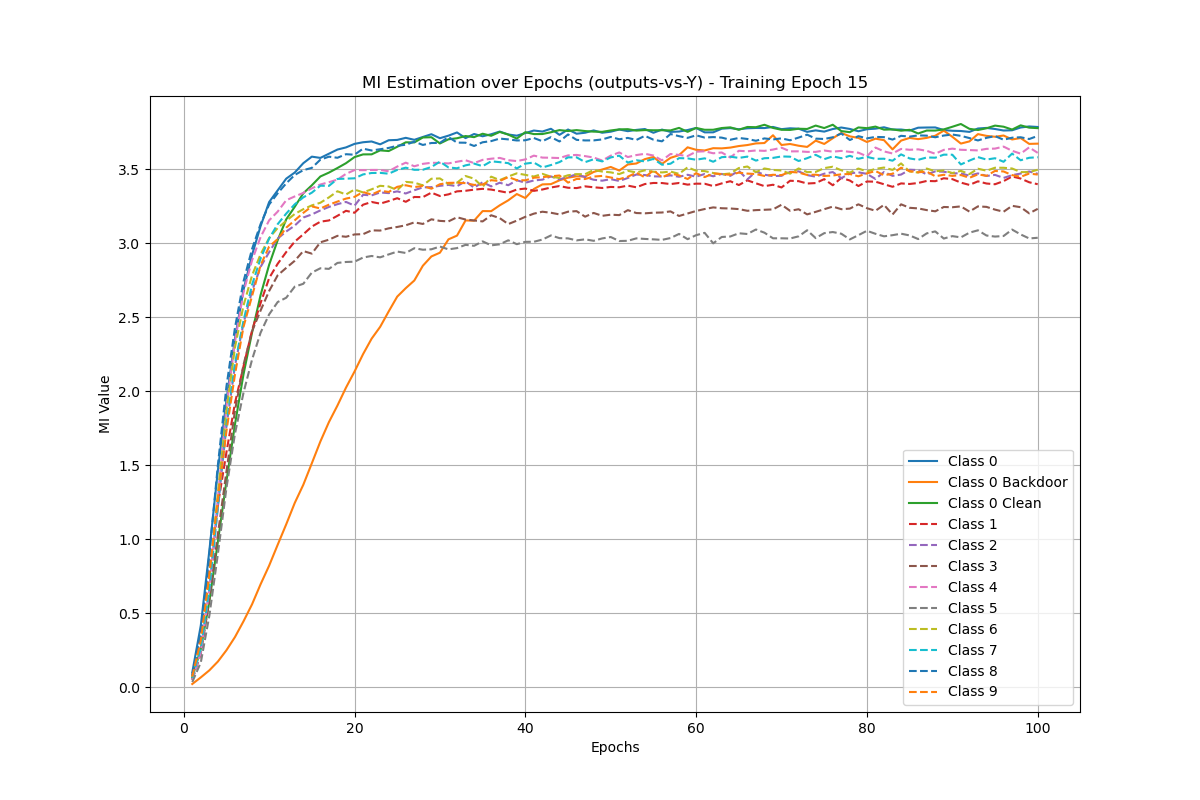 MI Estimation over Epochs (outputs-vs-Y) - Training Epoch 15
MI Value
3.5
3.0
2.5
2.0
1.5
1.0
0.5
0.0
0
20
40
60
80
100
Epochs
Class 0
Class 0 Backdoor
Class 0 Clean
Class 1
Class 2
Class 3
Class 4
Class 5
Class 6
Class 7
Class 8
Class 9